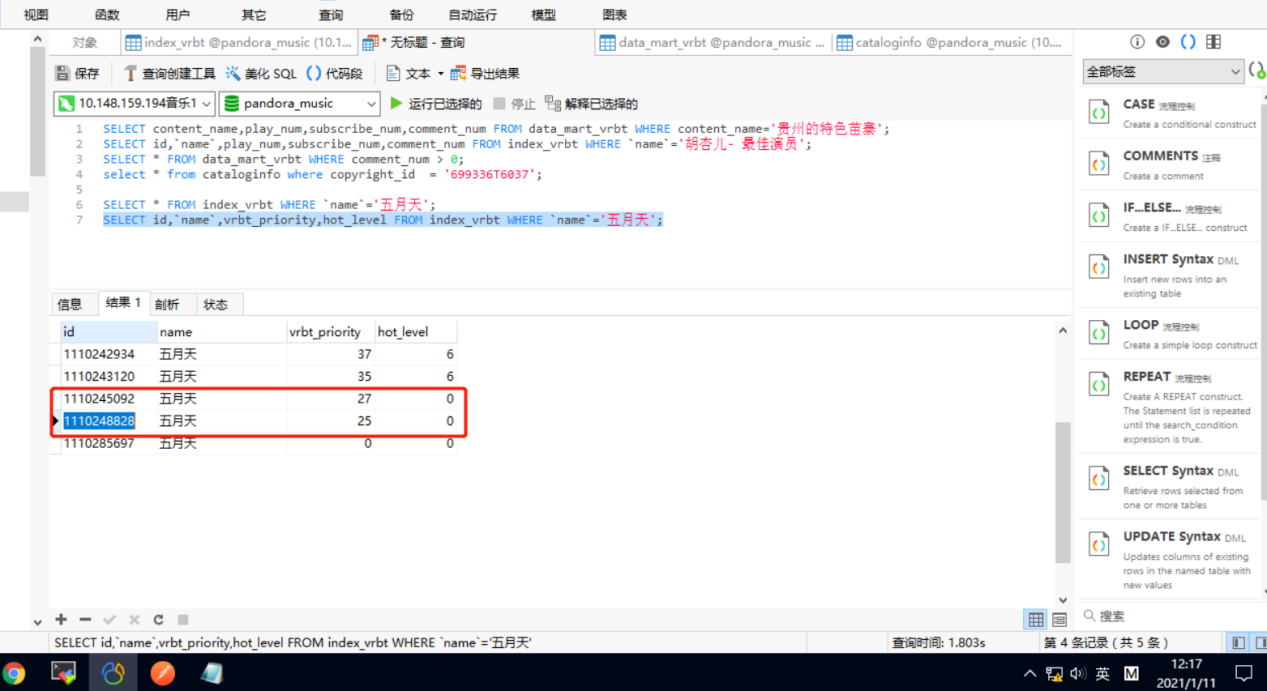 视图 函数 用户 其它 查询 备份 自动运行 模型 图表
对象 index_vrbt @pandora_music (10.1... * 无标题 - 查询 data_mart_vrbt @pandora_music ... cataloginfo @pandora_music (10....
保存 查询创建工具 美化 SQL () 代码段 文本 导出结果
全部标签
10.148.159.194音乐1 pandora_music 运行已选择的 停止 解释已选择的
1 SELECT content_name,play_num,subscribe_num,comment_num FROM data_mart_vrbt WHERE content_name='贵州的特色苗寨';
2 SELECT id,`name`,play_num,subscribe_num,comment_num FROM index_vrbt WHERE `name`='胡杏儿- 最佳演员';
3 SELECT * FROM data_mart_vrbt WHERE comment_num > 0;
4 select * from cataloginfo where copyright_id  = '699336T6037';
5
6 SELECT * FROM index_vrbt WHERE `name`='五月天';
7 SELECT id,`name`,vrbt_priority,hot_level FROM index_vrbt WHERE `name`='五月天';
信息 结果 1 剖析 状态
id name vrbt_priority hot_level
1110242934 五月天 37 6
1110243120 五月天 35 6
1110245092 五月天 27 0
1110248828 五月天 25 0
1110285697 五月天 0 0
CASE 流程控制
Create a conditional construct
COMMENTS 注释
Create a comment
IF...ELSE... 流程控制
Create a IF...ELSE... construct
INSERT Syntax DML
Insert new rows into an
existing table
LOOP 流程控制
Create a simple loop construct
REPEAT 流程控制
Create A REPEAT construct.
The Statement list is repeated
until the search_condition
expression is true.
SELECT Syntax DML
Retrieve rows selected from
one or more tables
UPDATE Syntax DML
Updates columns of existing
rows in the named table with
new values
搜索
SELECT id,`name`,vrbt_priority,hot_level FROM index_vrbt WHERE `name`='五月天' 查询时间: 1.803s 第 4 条记录 ( 共 5 条 )
英 M 12:17
2021/1/11